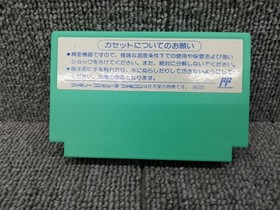 カセットについてのお願い
●精密機器ですので、極端な温度条件下での使用や保管および強い
ショックをさけてください。また、絶対に分解しないでください。
●端子部に手を触れたり、水にぬらしたりして汚さないようにして
ください。故障の原因となります。
ファミリーコンピュータ・ファミコンは任天堂の商標です。
FF